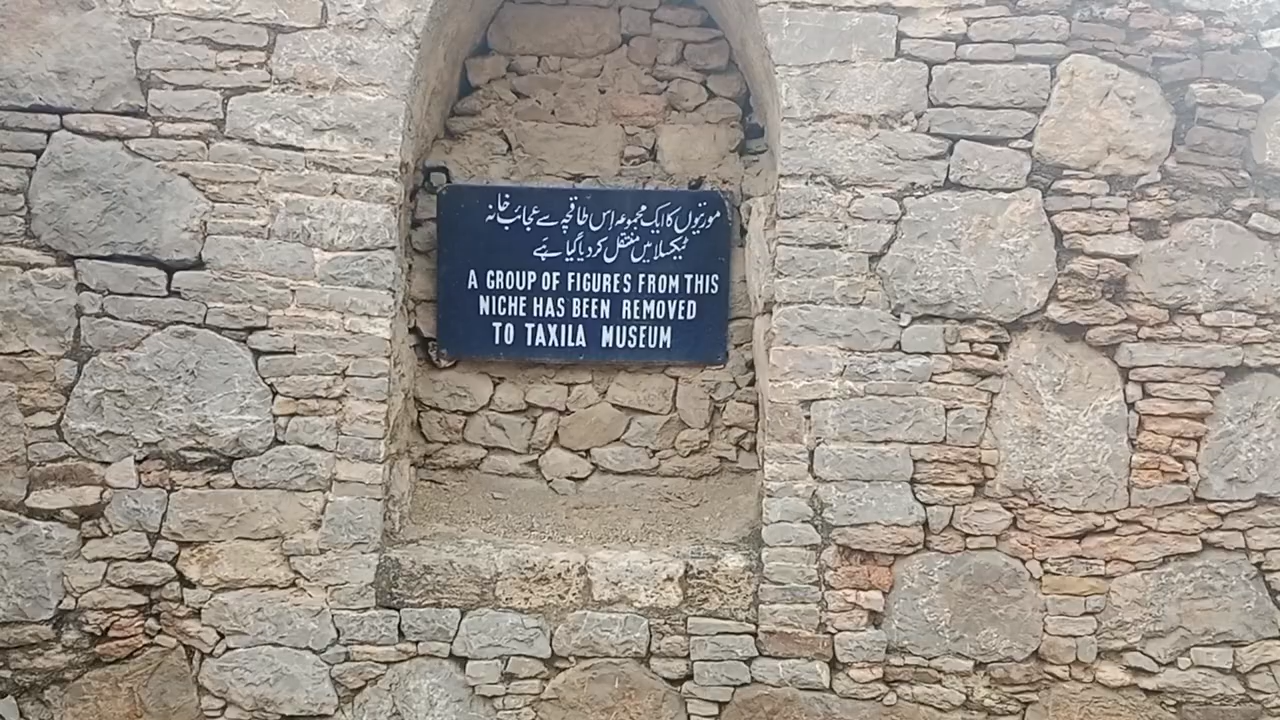 مورتیوں کا ایک مجموعہ اِس طاقچہ سے عجائب خانہ
ٹیکسلا میں منتقل کر دیا گیا ہے
A GROUP OF FIGURES FROM THIS
NICHE HAS BEEN REMOVED
TO TAXILA MUSEUM